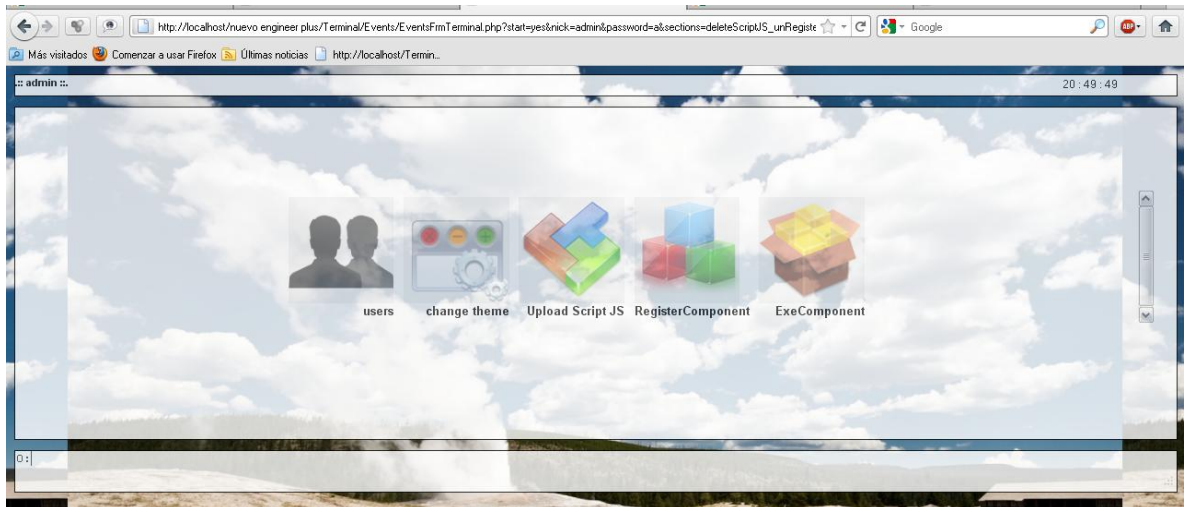 http://localhost/nuevo engineer plus/Terminal/Events/EventsFrmTerminal.php?start=yes&nick=admin&password=a&sections=deleteScriptJS_unRegiste
Google
ABP
Más visitados Comenzar a usar Firefox Últimas noticias http://localhost/Termin...
.:: admin ::. 20:49:49
users change theme Upload Script JS RegisterComponent ExeComponent
O: